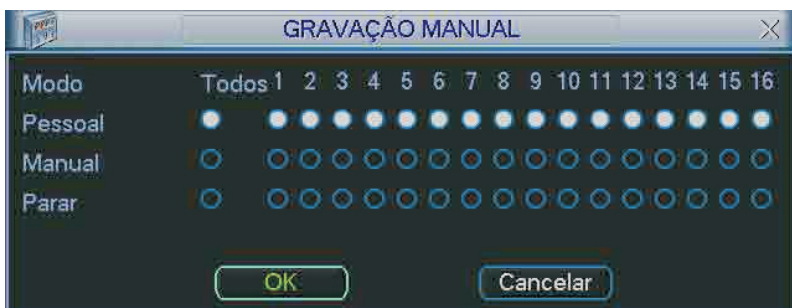 GRAVAÇÃO MANUAL
Modo Todos 1 2 3 4 5 6 7 8 9 10 11 12 13 14 15 16
Pessoal
Manual
Parar
OK Cancelar